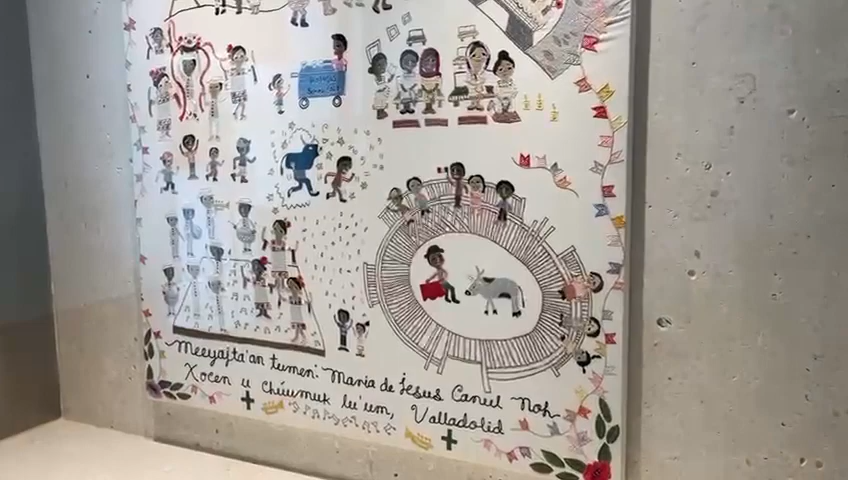 Meeyajta'an tumen: Maria de Jesus Canul Noh
Xocen u Chúumuk lu'um, Valladolid